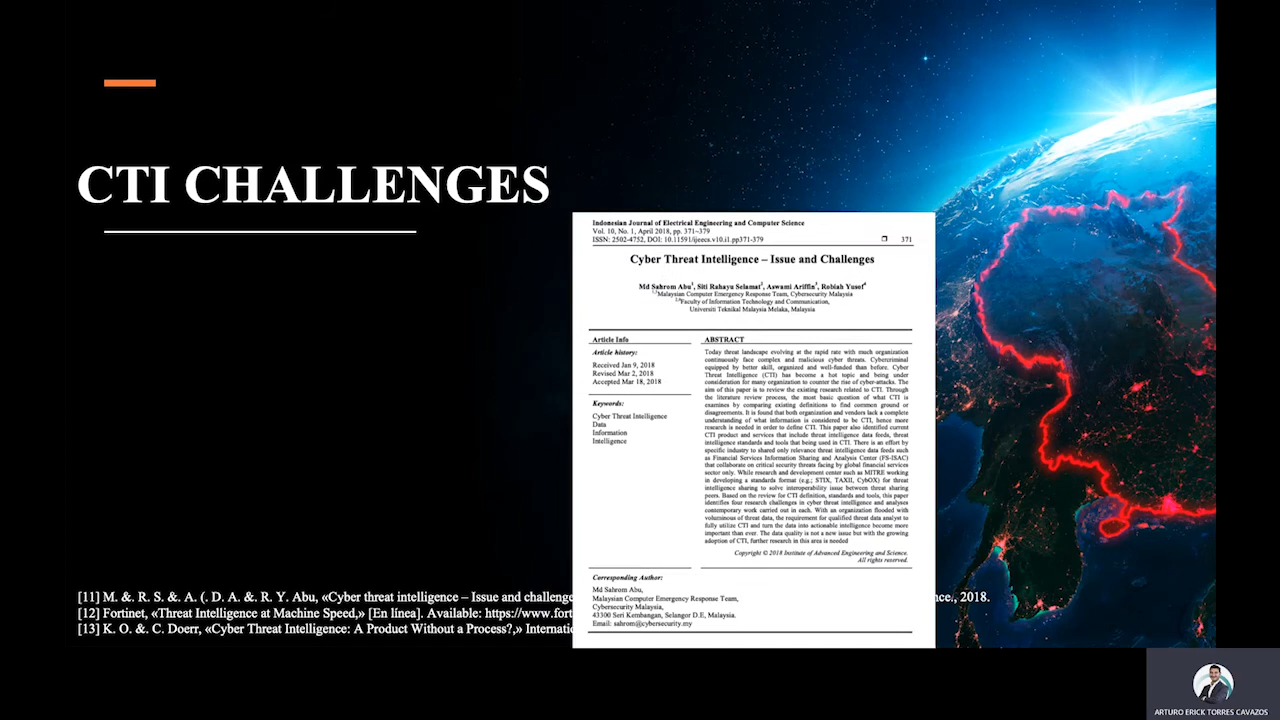 CTI CHALLENGES
Indonesian Journal of Electrical Engineering and Computer Science
Vol. 10, No. 1, April 2018, pp. 371~379
ISSN: 2502-4752, DOI: 10.11591/ijeecs.v10.i1.pp371-379
371
Cyber Threat Intelligence – Issue and Challenges
Md Sahrom Abu1, Siti Rahayu Selamat2, Aswami Ariffin3, Robiah Yusof4
1,3Malaysian Computer Emergency Response Team, Cybersecurity Malaysia
2,4Faculty of Information Technology and Communication,
Universiti Teknikal Malaysia Melaka, Malaysia
Article Info
Article history:
Received Jan 9, 2018
Revised Mar 2, 2018
Accepted Mar 18, 2018
Keywords:
Cyber Threat Intelligence
Data
Information
Intelligence
ABSTRACT
Today threat landscape evolving at the rapid rate with much organization
continuously face complex and malicious cyber threats. Cybercriminal
equipped by better skill, organized and well-funded than before. Cyber
Threat Intelligence (CTI) has become a hot topic and being under
consideration for many organization to counter the rise of cyber-attacks. The
aim of this paper is to review the existing research related to CTI. Through
the literature review process, the most basic question of what CTI is
examines by comparing existing definitions to find common ground or
disagreements. It is found that both organization and vendors lack a complete
understanding of what information is considered to be CTI, hence more
research is needed in order to define CTI. This paper also identified current
CTI product and services that include threat intelligence data feeds, threat
intelligence standards and tools that being used in CTI. There is an effort by
specific industry to shared only relevance threat intelligence data feeds such
as Financial Services Information Sharing and Analysis Center (FS-ISAC)
that collaborate on critical security threats facing by global financial services
sector only. While research and development center such as MITRE working
in developing a standards format (e.g.; STIX, TAXII, CybOX) for threat
intelligence sharing to solve interoperability issue between threat sharing
peers. Based on the review for CTI definition, standards and tools, this paper
identifies four research challenges in cyber threat intelligence and analyses
contemporary work carried out in each. With an organization flooded with
voluminous of threat data, the requirement for qualified threat data analyst to
fully utilize CTI and turn the data into actionable intelligence become more
important than ever. The data quality is not a new issue but with the growing
adoption of CTI, further research in this area is needed
Copyright © 2018 Institute of Advanced Engineering and Science.
All rights reserved.
Corresponding Author:
Md Sahrom Abu,
Malaysian Computer Emergency Response Team,
Cybersecurity Malaysia,
43300 Seri Kembangan, Selangor D.E, Malaysia.
Email: sahrom@cybersecurity.my
[11] M. &. R. S. &. A. A. D. A. &. R. Y. Abu, «Cyber threat intelligence – Issue and challenge ce., 2018.
[12] Fortinet, «Threat Intelligence at Machine Speed,» [En línea]. Available: https://www.fort
[13] K. O. &. C. Doerr, «Cyber Threat Intelligence: A Product Without a Process?,» Internatio
ARTURO ERICK TORRES CAVAZOS